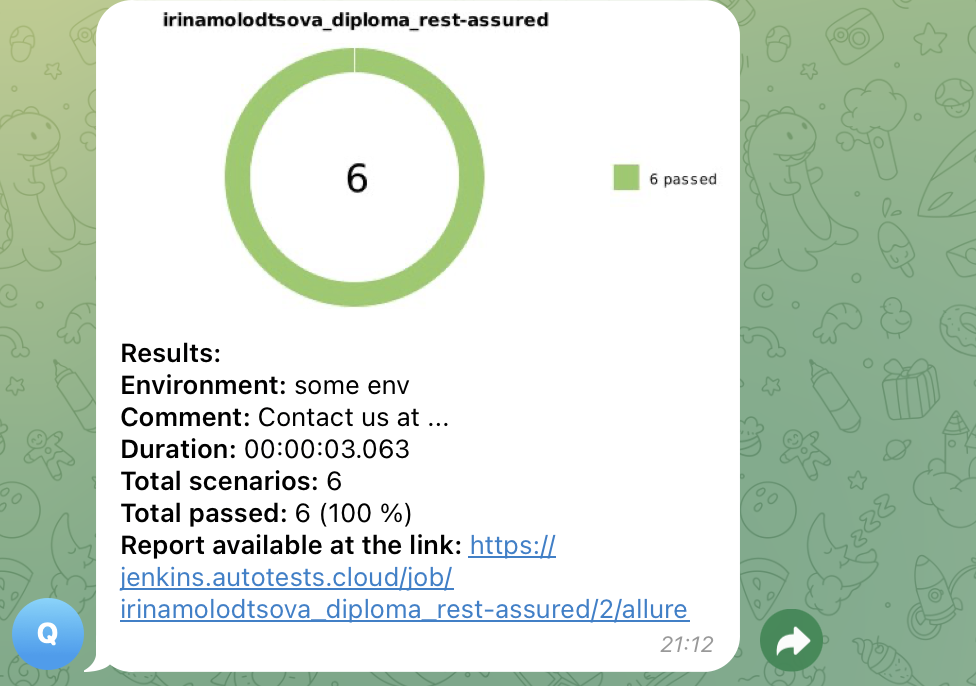 irinamolodtsova_diploma_rest-assured
6
6 passed
Results:
Environment: some env
Comment: Contact us at ...
Duration: 00:00:03.063
Total scenarios: 6
Total passed: 6 (100 %)
Report available at the link: https://
jenkins.autotests.cloud/job/
irinamolodtsova_diploma_rest-assured/2/allure
21:12
Q